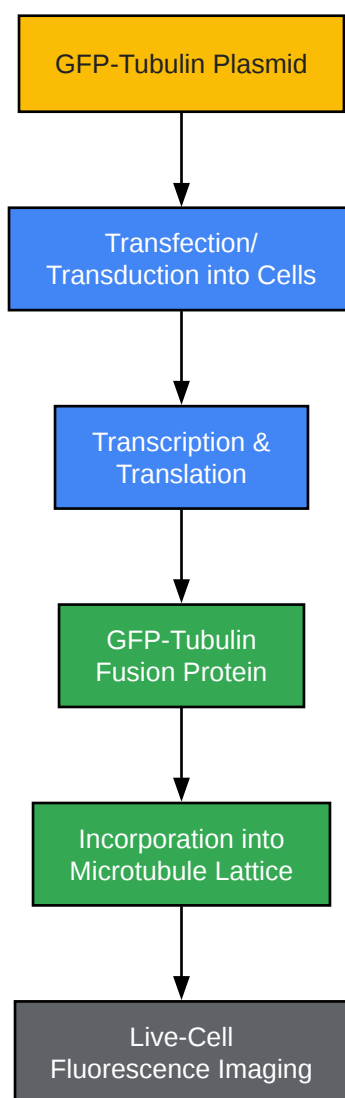 GFP-Tubulin Plasmid
Transfection/
Transduction into Cells
Transcription &
Translation
GFP-Tubulin
Fusion Protein
Incorporation into
Microtubule Lattice
Live-Cell
Fluorescence Imaging